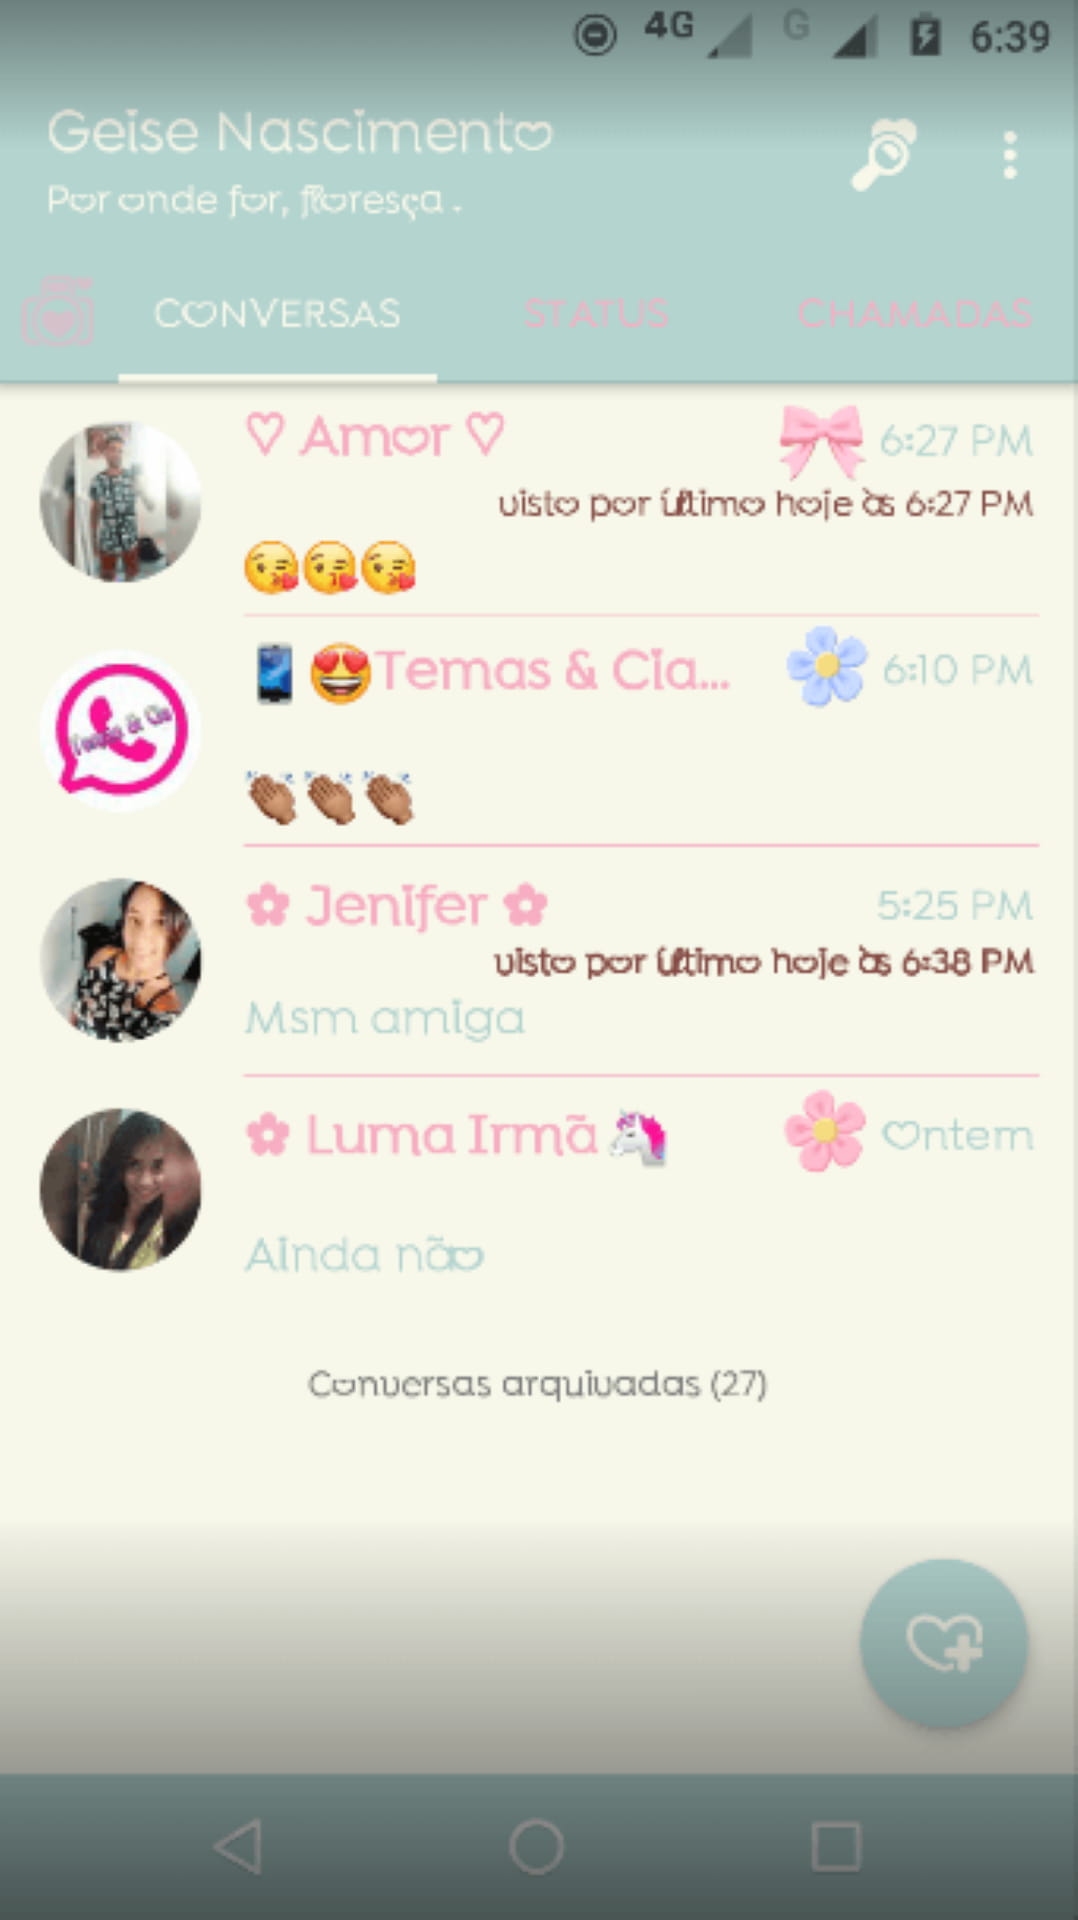 4G G 6:39
Geise Nascimento
Por onde for, floresça .
CONVERSAS STATUS CHAMADAS
♡ Amor ♡ 🎀 6:27 PM
visto por último hoje às 6:27 PM
😘😘😘
📱😍Temas & Cia... 6:10 PM
Temas & Cia
👏🏽👏🏽👏🏽
✿ Jenifer ✿ 5:25 PM
visto por último hoje às 6:38 PM
Msm amiga
✿ Luma Irmã🦄 🌸 Ontem
Ainda não
Conversas arquivadas (27)